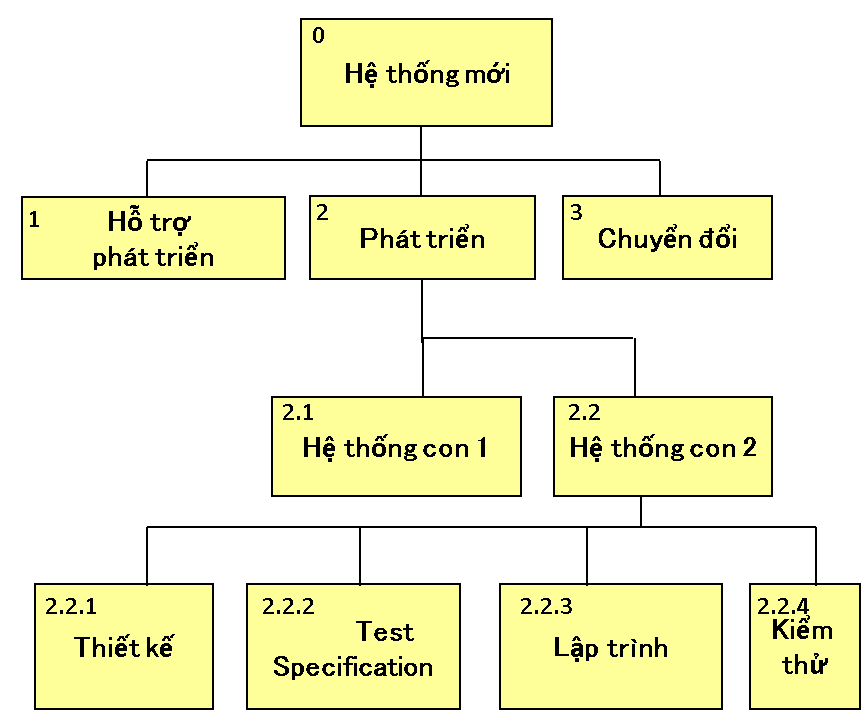 0
Hệ thống mới
1
Hỗ trợ
phát triển
2
Phát triển
3
Chuyển đổi
2.1
Hệ thống con 1
2.2
Hệ thống con 2
2.2.1
Thiết kế
2.2.2
Test
Specification
2.2.3
Lập trình
2.2.4
Kiểm
thử